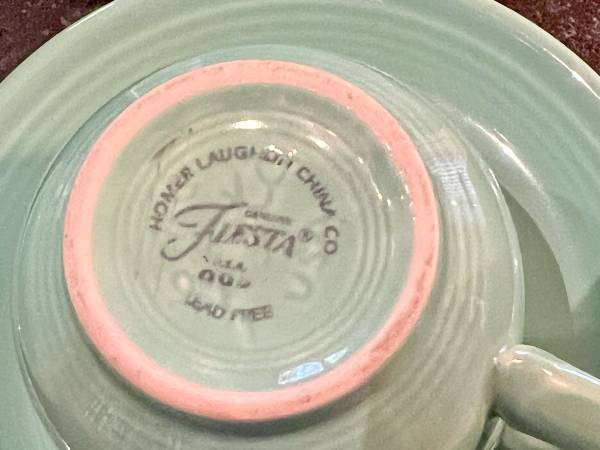 HOMER LAUGHLIN CHINA CO
GENUINE
FIESTA®
U.S.A.
LEAD FREE